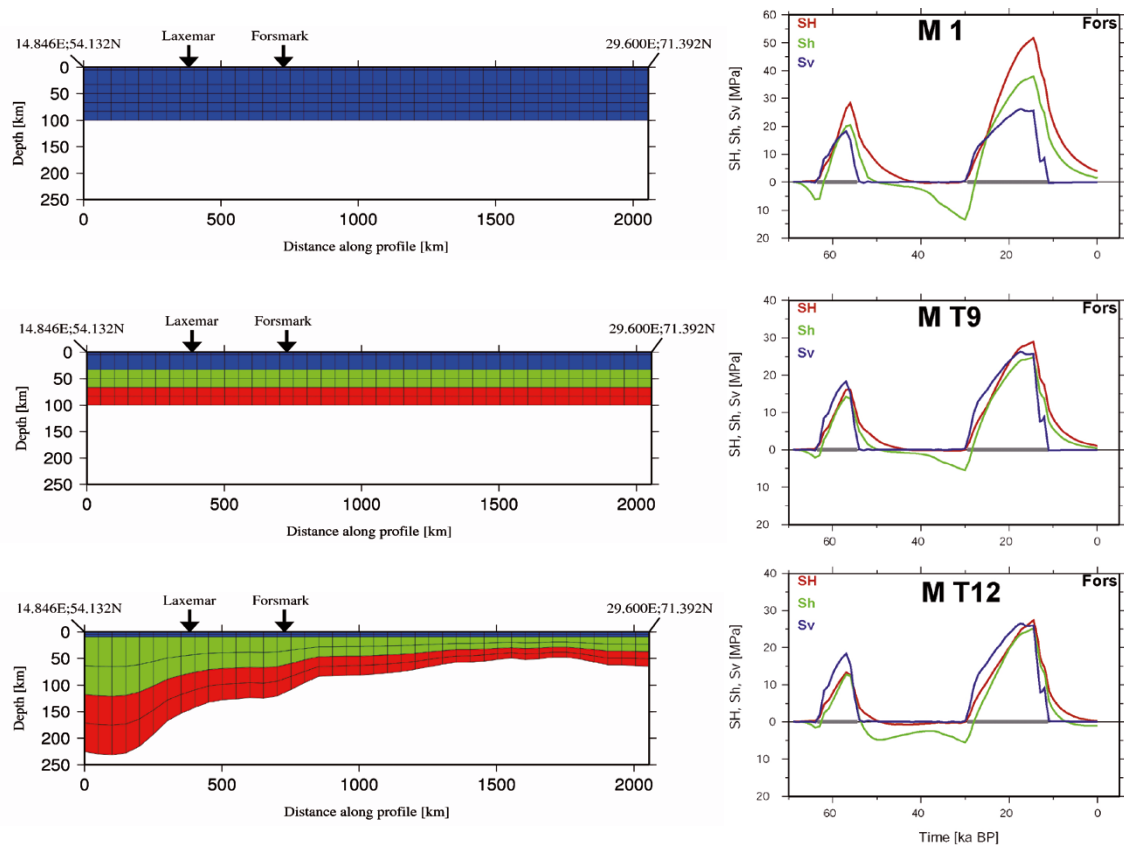 Laxemar Forsmark
14.846E;54.132N 29.600E;71.392N
0
50
100
150
200
250
Depth [km]
0 500 1000 1500 2000
Distance along profile [km]
M 1
Fors
SH
Sh
Sv
60
50
40
30
20
10
0
10
20
SH, Sh, Sv [MPa]
60 40 20 0
Laxemar Forsmark
14.846E;54.132N 29.600E;71.392N
0
50
100
150
200
250
Depth [km]
0 500 1000 1500 2000
Distance along profile [km]
M T9
Fors
SH
Sh
Sv
40
30
20
10
0
10
20
SH, Sh, Sv [MPa]
60 40 20 0
Laxemar Forsmark
14.846E;54.132N 29.600E;71.392N
0
50
100
150
200
250
Depth [km]
0 500 1000 1500 2000
Distance along profile [km]
M T12
Fors
SH
Sh
Sv
40
30
20
10
0
10
20
SH, Sh, Sv [MPa]
60 40 20 0
Time [ka BP]